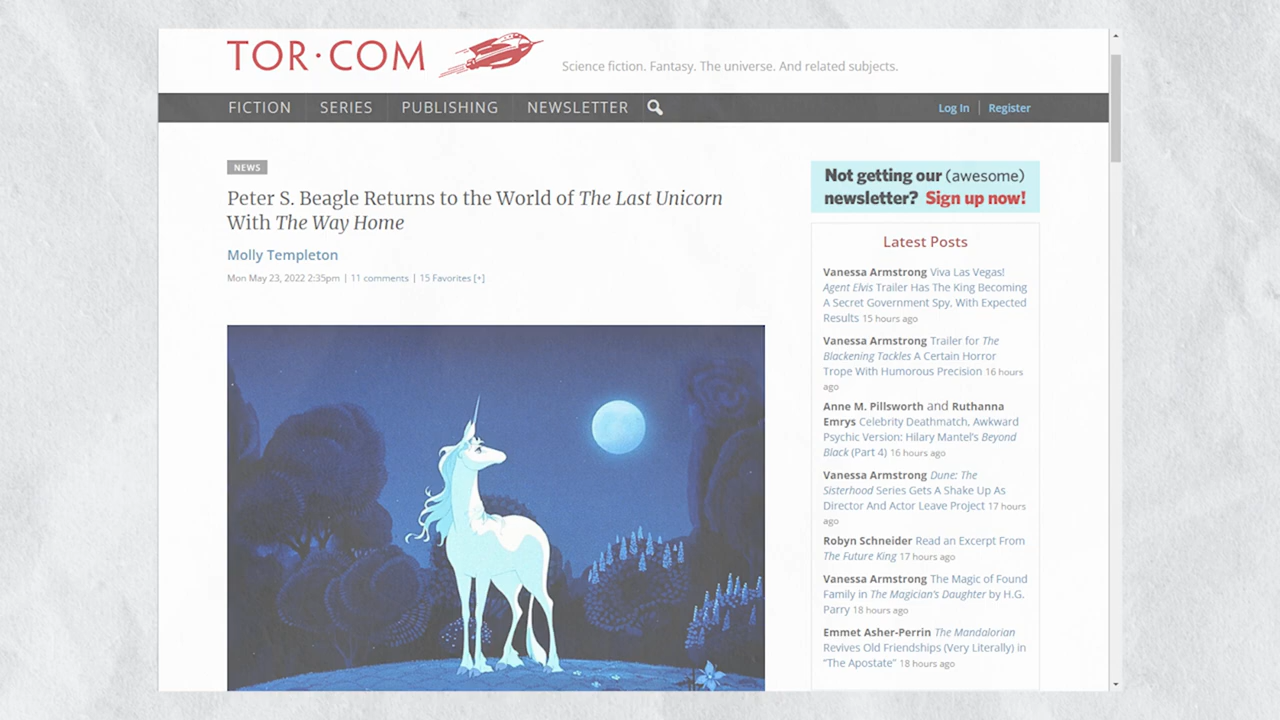 TOR·COM
Science fiction. Fantasy. The universe. And related subjects.
FICTION
SERIES
PUBLISHING
NEWSLETTER
Log In
Register
NEWS
Peter S. Beagle Returns to the World of The Last Unicorn
With The Way Home
Molly Templeton
Mon May 23, 2022 2:35pm | 11 comments | 15 Favorites [+]
Not getting our (awesome)
newsletter? Sign up now!
Latest Posts
Vanessa Armstrong Viva Las Vegas!
Agent Elvis Trailer Has The King Becoming
A Secret Government Spy, With Expected
Results 15 hours ago
Vanessa Armstrong Trailer for The
Blackening Tackles A Certain Horror
Trope With Humorous Precision 16 hours
ago
Anne M. Pillsworth and Ruthanna
Emrys Celebrity Deathmatch, Awkward
Psychic Version: Hilary Mantel's Beyond
Black (Part 4) 16 hours ago
Vanessa Armstrong Dune: The
Sisterhood Series Gets A Shake Up As
Director And Actor Leave Project 17 hours
ago
Robyn Schneider Read an Excerpt From
The Future King 17 hours ago
Vanessa Armstrong The Magic of Found
Family in The Magician's Daughter by H.G.
Parry 18 hours ago
Emmet Asher-Perrin The Mandalorian
Revives Old Friendships (Very Literally) in
“The Apostate” 18 hours ago